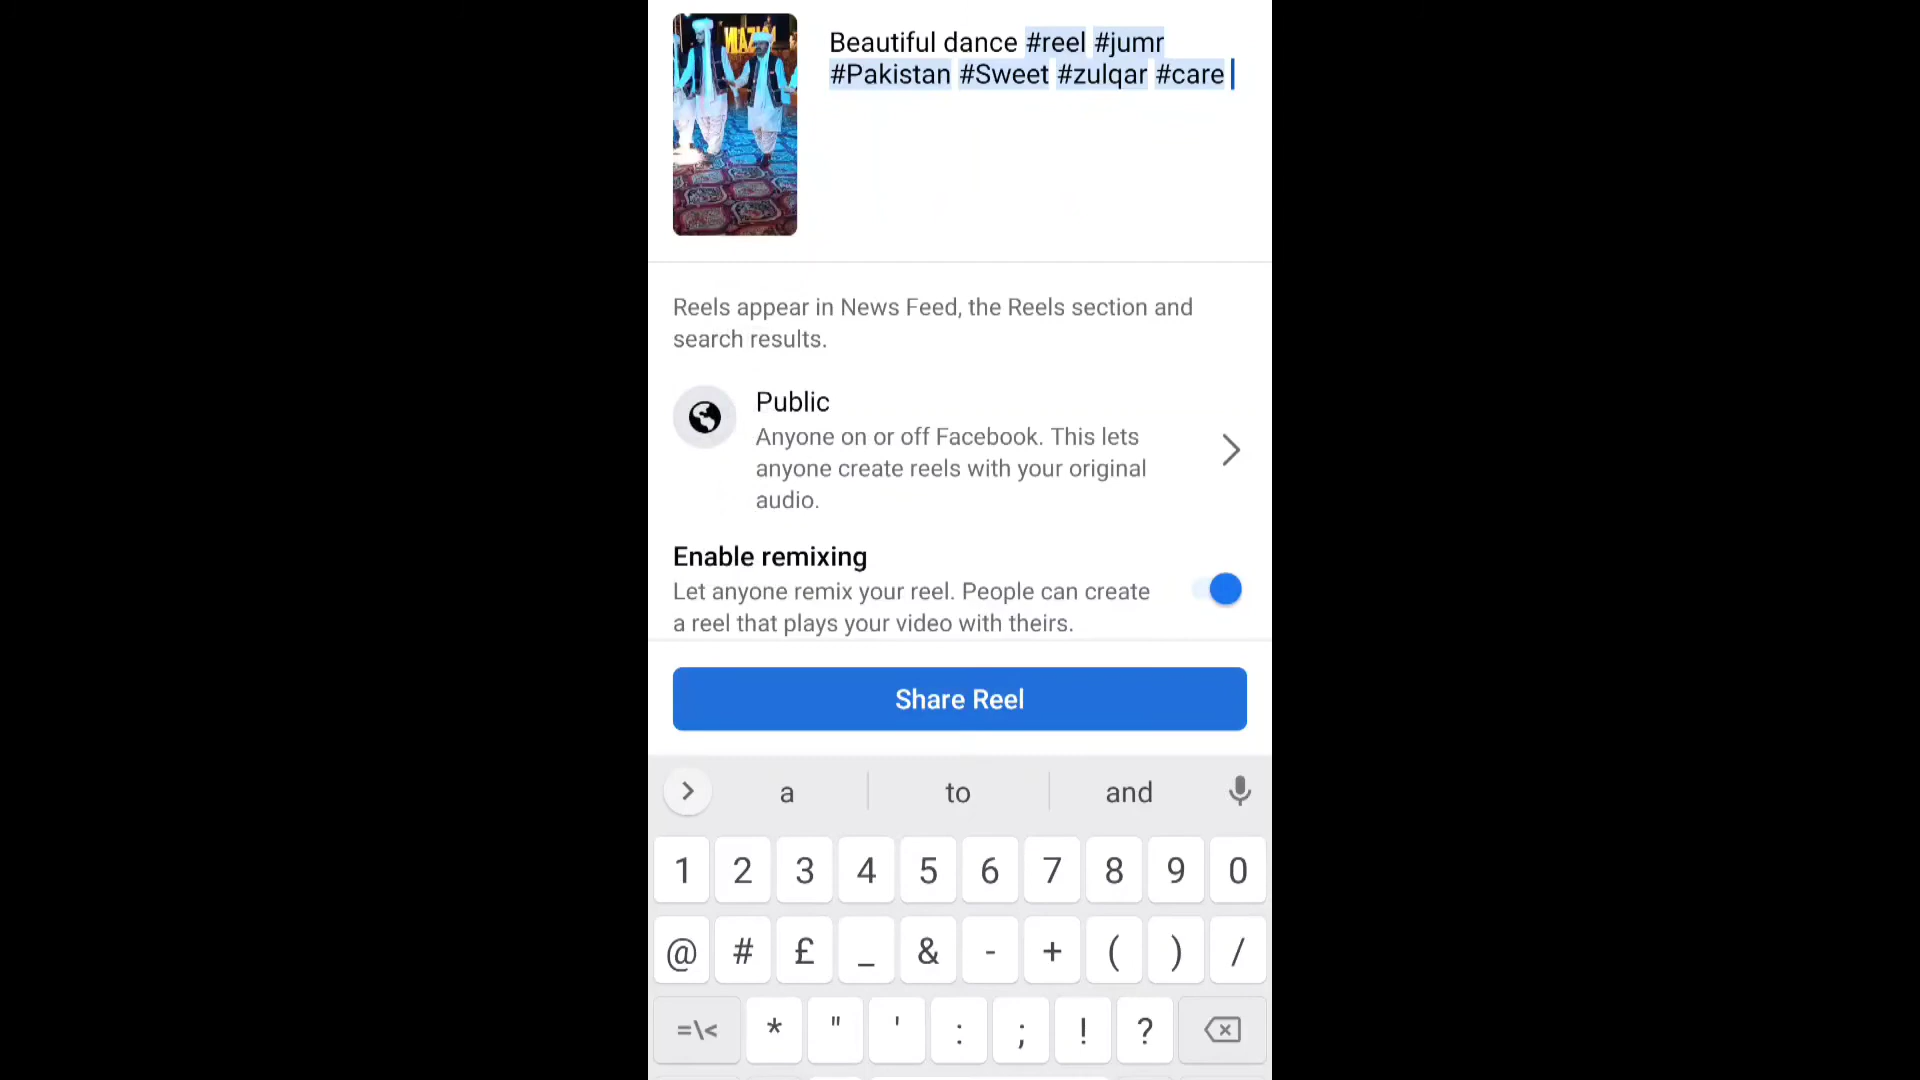 Beautiful dance #reel #jumr
#Pakistan #Sweet #zulqar #care
Reels appear in News Feed, the Reels section and
search results.
Public
Anyone on or off Facebook. This lets
anyone create reels with your original
audio.
Enable remixing
Let anyone remix your reel. People can create
a reel that plays your video with theirs.
Share Reel
a to and
1 2 3 4 5 6 7 8 9 0
@ # £ _ & - + ( ) /
=\< * " ' : ; ! ?